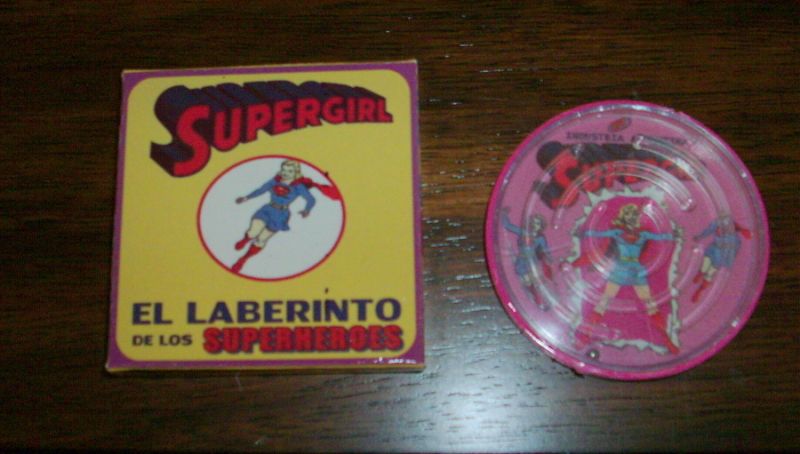 SUPERGIRL
EL LABERINTO
DE LOS SUPERHEROES
INDUSTRIA